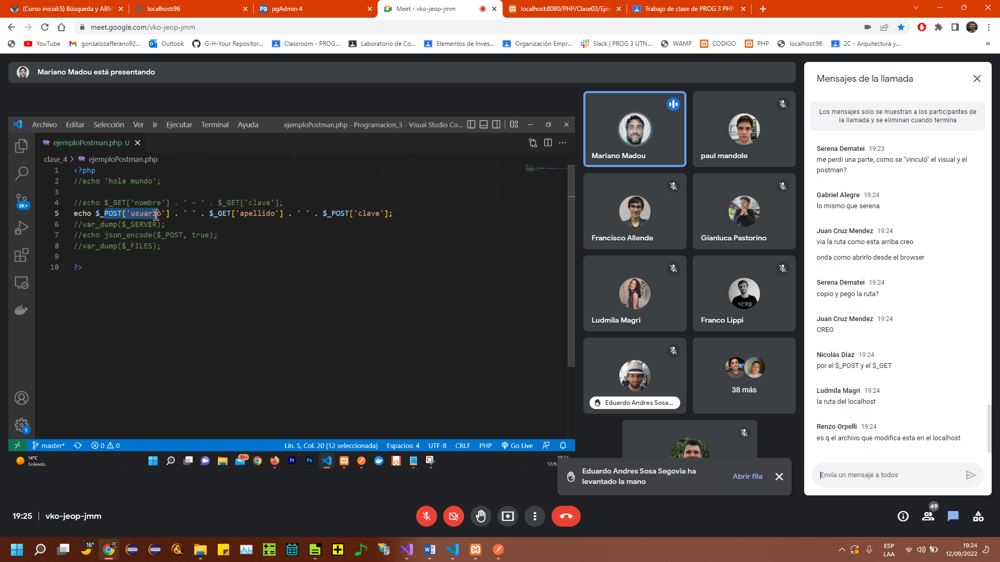 (Curso inicial:5) Búsqueda y ABM
localhost:96
pgAdmin 4
Meet - vko-jeop-jmm
localhost:8080/PHP/Clase03/Ejer
Trabajo de clase de PROG 3 PHP
meet.google.com/vko-jeop-jmm
YouTube
gonzalozafferano92...
Outlook
G-H-Your Repositor...
Classroom - PROG...
Laboratorio de Co...
Elementos de Inves...
Organización Empr...
Slack | PROG 3 UTN...
WAMP
CODIGO
PHP
localhost:96
2C - Arquitectura y...
Mariano Madou está presentando
Archivo Editar Selección Ver Ir Ejecutar Terminal Ayuda
ejemploPostman.php - Programacion_3 - Visual Studio Co...
ejemploPostman.php U
clase_4 > ejemploPostman.php
1 <?php
2 //echo 'hola mundo';
3
4 //echo $_GET['nombre'] . ' - ' . $_GET['clave'];
5 echo $_POST['usuario'] . ' ' . $_GET['apellido'] . ' ' . $_POST['clave'];
6 //var_dump($_SERVER);
7 //echo json_encode($_POST, true);
8 //var_dump($_FILES);
9
10 ?>
3K+
1
master*
0 0
Lín. 5, Col. 20 (12 seleccionada)
Espacios: 4
UTF-8
CRLF
PHP
Go Live
14°C
Soleado
99+
Pr
Ps
19:24
12/9/
Mariano Madou
paul mandole
Francisco Allende
Gianluca Pastorino
Ludmila Magri
Franco Lippi
Eduardo Andres Sosa...
38 más
Eduardo Andres Sosa Segovia ha
levantado la mano
Abrir fila
Mensajes de la llamada
Los mensajes solo se muestran a los participantes de
la llamada y se eliminan cuando termina
Serena Dematei 19:23
me perdi una parte, como se "vinculó" el visual y el
postman?
Gabriel Alegre 19:24
lo mismo que serena
Juan Cruz Mendez 19:24
via la ruta como esta arriba creo
onda como abrirlo desde el browser
Serena Dematei 19:24
copio y pego la ruta?
Juan Cruz Mendez 19:24
CREO
Nicolás Díaz 19:24
por el $_POST y el $_GET
Ludmila Magri 19:24
la ruta del localhost
Renzo Orpelli 19:24
es q el archivo que modifica esta en el localhost
Envía un mensaje a todos
19:25 | vko-jeop-jmm
49
16°
ESP
LAA
19:24
12/09/2022